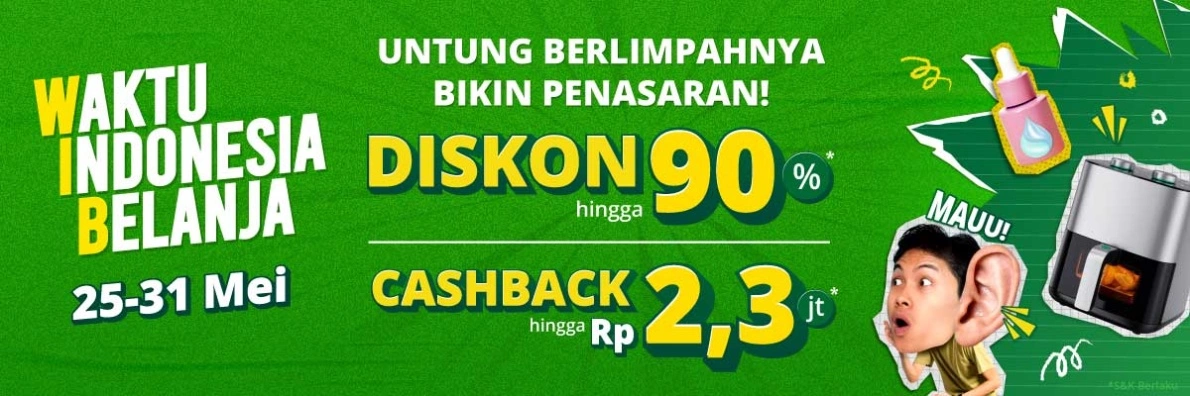 WAKTU
INDONESIA
BELANJA
25-31 Mei
UNTUNG BERLIMPAHNYA
BIKIN PENASARAN!
DISKON hingga 90%*
CASHBACK hingga Rp 2,3 jt*
MAUU!
*S&K Berlaku